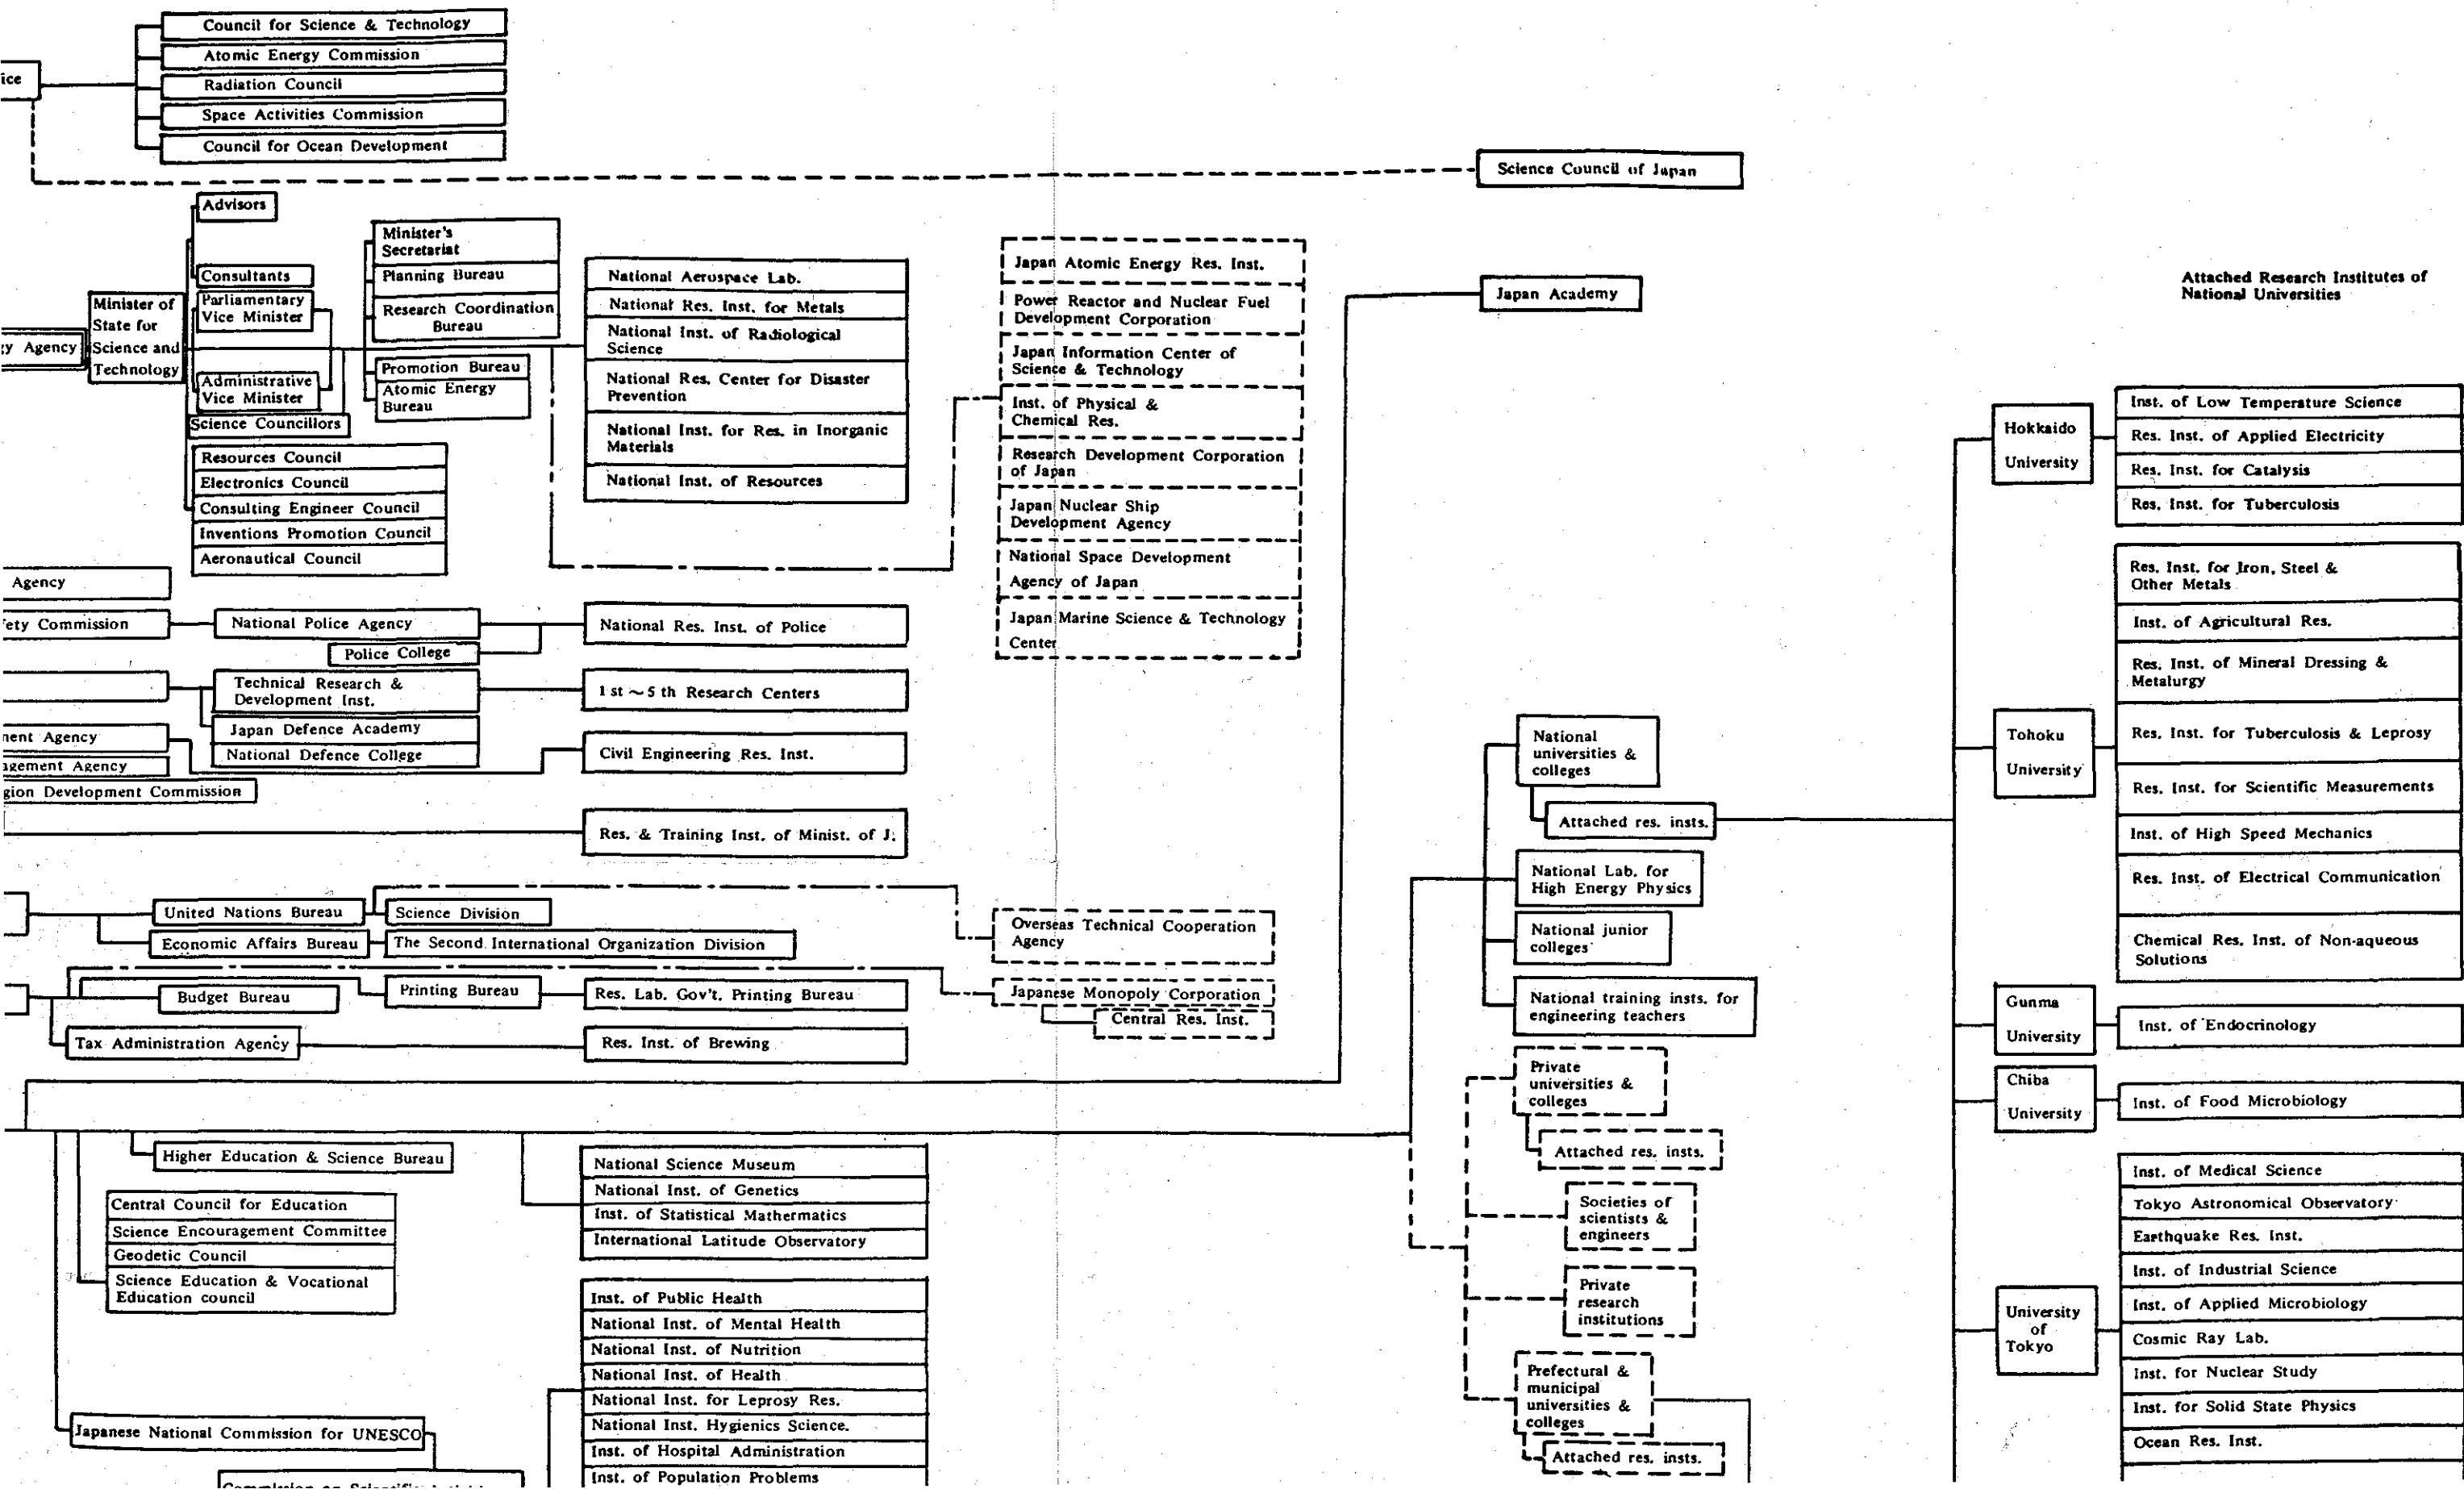 Council for Science & Technology
Atomic Energy Commission
Radiation Council
Space Activities Commission
Council for Ocean Development
ice
Science Council of Japan
Advisors
Consultants
Parliamentary
Vice Minister
Minister of
State for
Science and
Technology
gy Agency
Administrative
Vice Minister
Science Councillors
Resources Council
Electronics Council
Consulting Engineer Council
Inventions Promotion Council
Aeronautical Council
Minister's
Secretariat
Planning Bureau
Research Coordination
Bureau
Promotion Bureau
Atomic Energy
Bureau
National Aerospace Lab.
National Res. Inst. for Metals
National Inst. of Radiological
Science
National Res. Center for Disaster
Prevention
National Inst. for Res. in Inorganic
Materials
National Inst. of Resources
Japan Atomic Energy Res. Inst.
Power Reactor and Nuclear Fuel
Development Corporation
Japan Information Center of
Science & Technology
Inst. of Physical &
Chemical Res.
Research Development Corporation
of Japan
Japan Nuclear Ship
Development Agency
National Space Development
Agency of Japan
Japan Marine Science & Technology
Center
Japan Academy
Agency
fety Commission
National Police Agency
Police College
National Res. Inst. of Police
Technical Research &
Development Inst.
Japan Defence Academy
National Defence College
1 st ~ 5 th Research Centers
ment Agency
agement Agency
gion Development Commission
Civil Engineering Res. Inst.
Res. & Training Inst. of Minist. of J.
United Nations Bureau
Science Division
Economic Affairs Bureau
The Second International Organization Division
Overseas Technical Cooperation
Agency
Budget Bureau
Printing Bureau
Res. Lab. Gov't. Printing Bureau
Japanese Monopoly Corporation
Central Res. Inst.
Tax Administration Agency
Res. Inst. of Brewing
Higher Education & Science Bureau
Central Council for Education
Science Encouragement Committee
Geodetic Council
Science Education & Vocational
Education council
Japanese National Commission for UNESCO
National Science Museum
National Inst. of Genetics
Inst. of Statistical Mathermatics
International Latitude Observatory
Inst. of Public Health
National Inst. of Mental Health
National Inst. of Nutrition
National Inst. of Health
National Inst. for Leprosy Res.
National Inst. Hygienics Science.
Inst. of Hospital Administration
Inst. of Population Problems
National
universities &
colleges
Attached res. insts.
National Lab. for
High Energy Physics
National junior
colleges
National training insts. for
engineering teachers
Private
universities &
colleges
Attached res. insts.
Societies of
scientists &
engineers
Private
research
institutions
Prefectural &
municipal
universities &
colleges
Attached res. insts.
Attached Research Institutes of
National Universities
Hokkaido
University
Inst. of Low Temperature Science
Res. Inst. of Applied Electricity
Res. Inst. for Catalysis
Res. Inst. for Tuberculosis
Tohoku
University
Res. Inst. for Iron, Steel &
Other Metals
Inst. of Agricultural Res.
Res. Inst. of Mineral Dressing &
Metalurgy
Res. Inst. for Tuberculosis & Leprosy
Res. Inst. for Scientific Measurements
Inst. of High Speed Mechanics
Res. Inst. of Electrical Communication
Chemical Res. Inst. of Non-aqueous
Solutions
Gunma
University
Inst. of Endocrinology
Chiba
University
Inst. of Food Microbiology
University
of
Tokyo
Inst. of Medical Science
Tokyo Astronomical Observatory
Earthquake Res. Inst.
Inst. of Industrial Science
Inst. of Applied Microbiology
Cosmic Ray Lab.
Inst. for Nuclear Study
Inst. for Solid State Physics
Ocean Res. Inst.